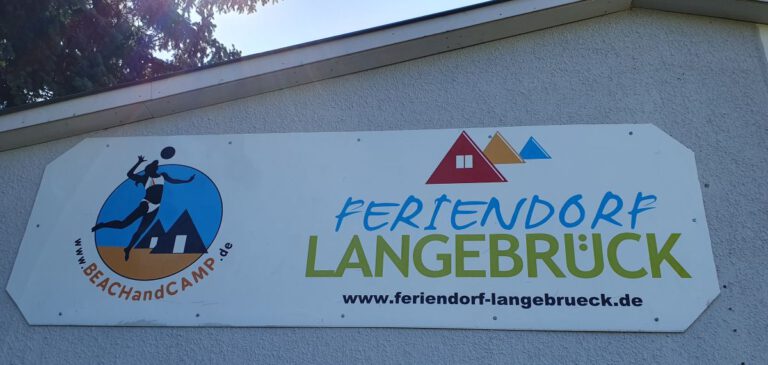 www.BEACHandCAMP.de
FERIENDORF
LANGEBRÜCK
www.feriendorf-langebrueck.de